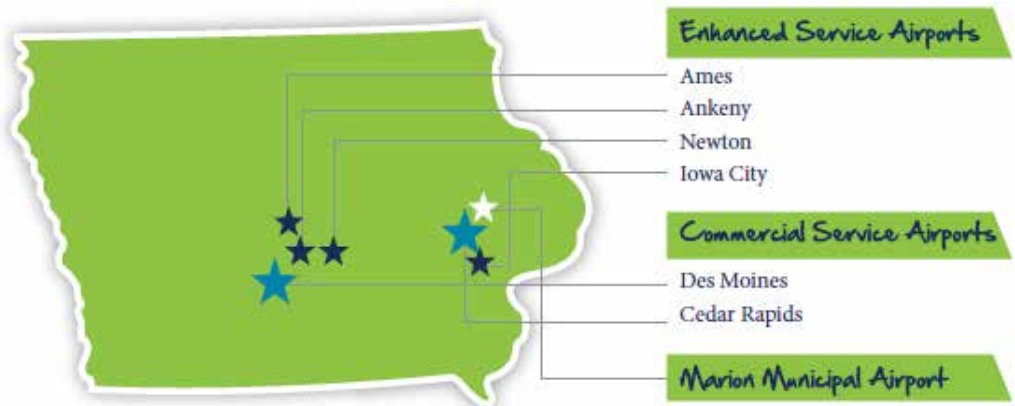 Enhanced Service Airports
Ames
Ankeny
Newton
Iowa City
Commercial Service Airports
Des Moines
Cedar Rapids
Marion Municipal Airport